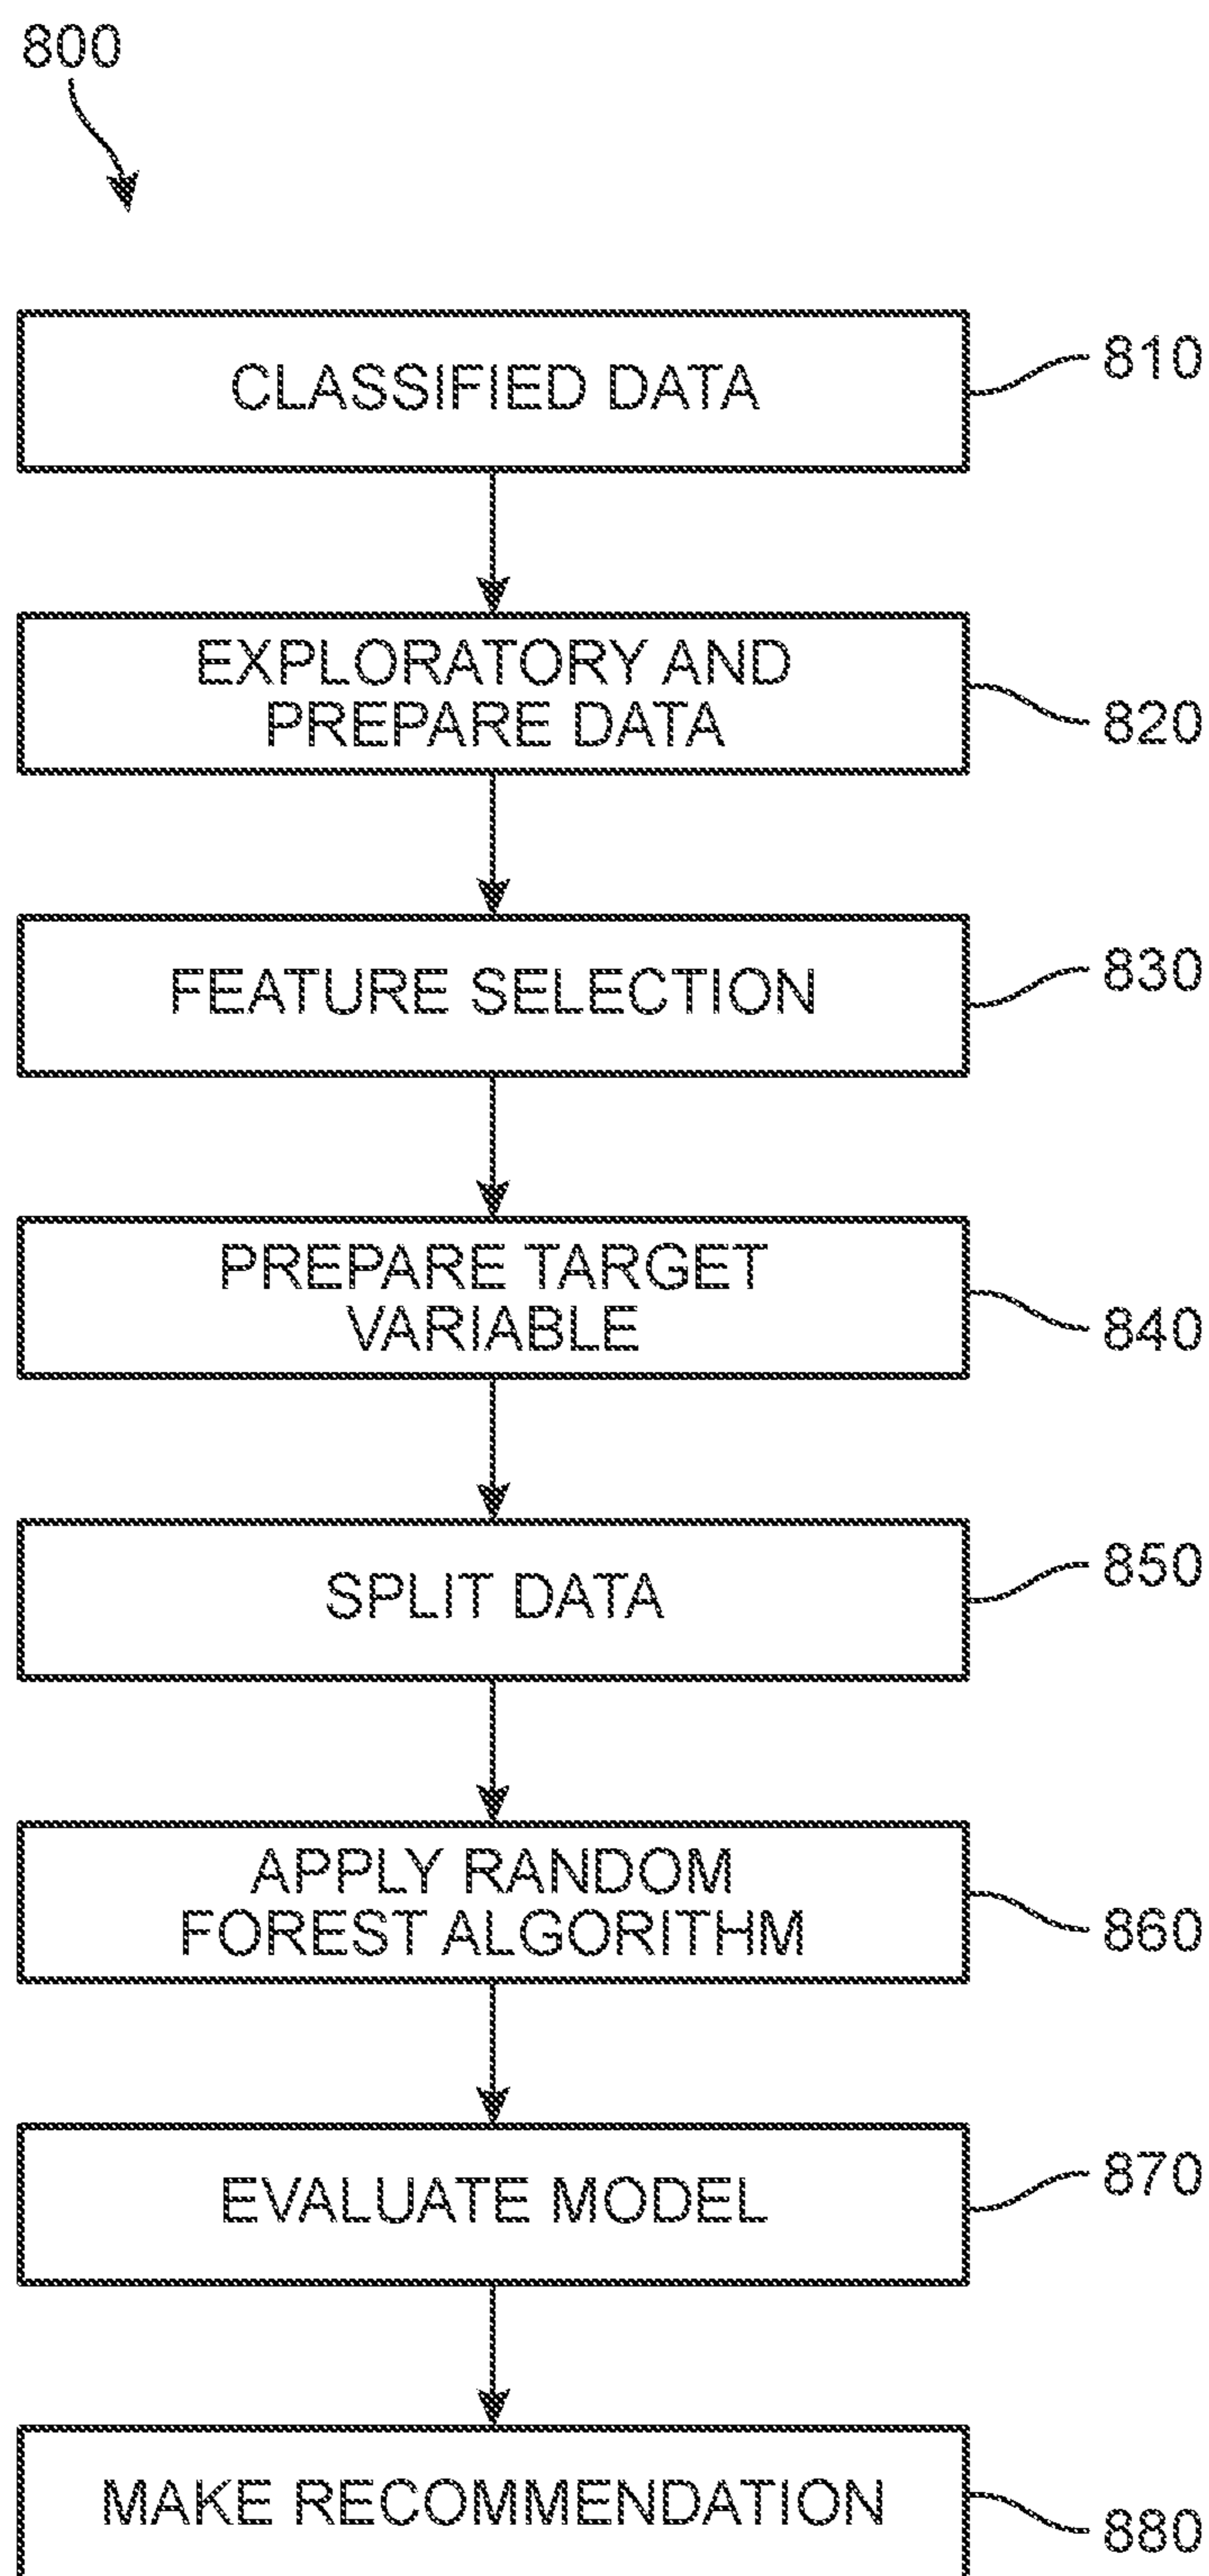 800
CLASSIFIED DATA
810
EXPLORATORY AND
PREPARE DATA
820
FEATURE SELECTION
830
PREPARE TARGET
VARIABLE
840
SPLIT DATA
850
APPLY RANDOM
FOREST ALGORITHM
860
EVALUATE MODEL
870
MAKE RECOMMENDATION
880